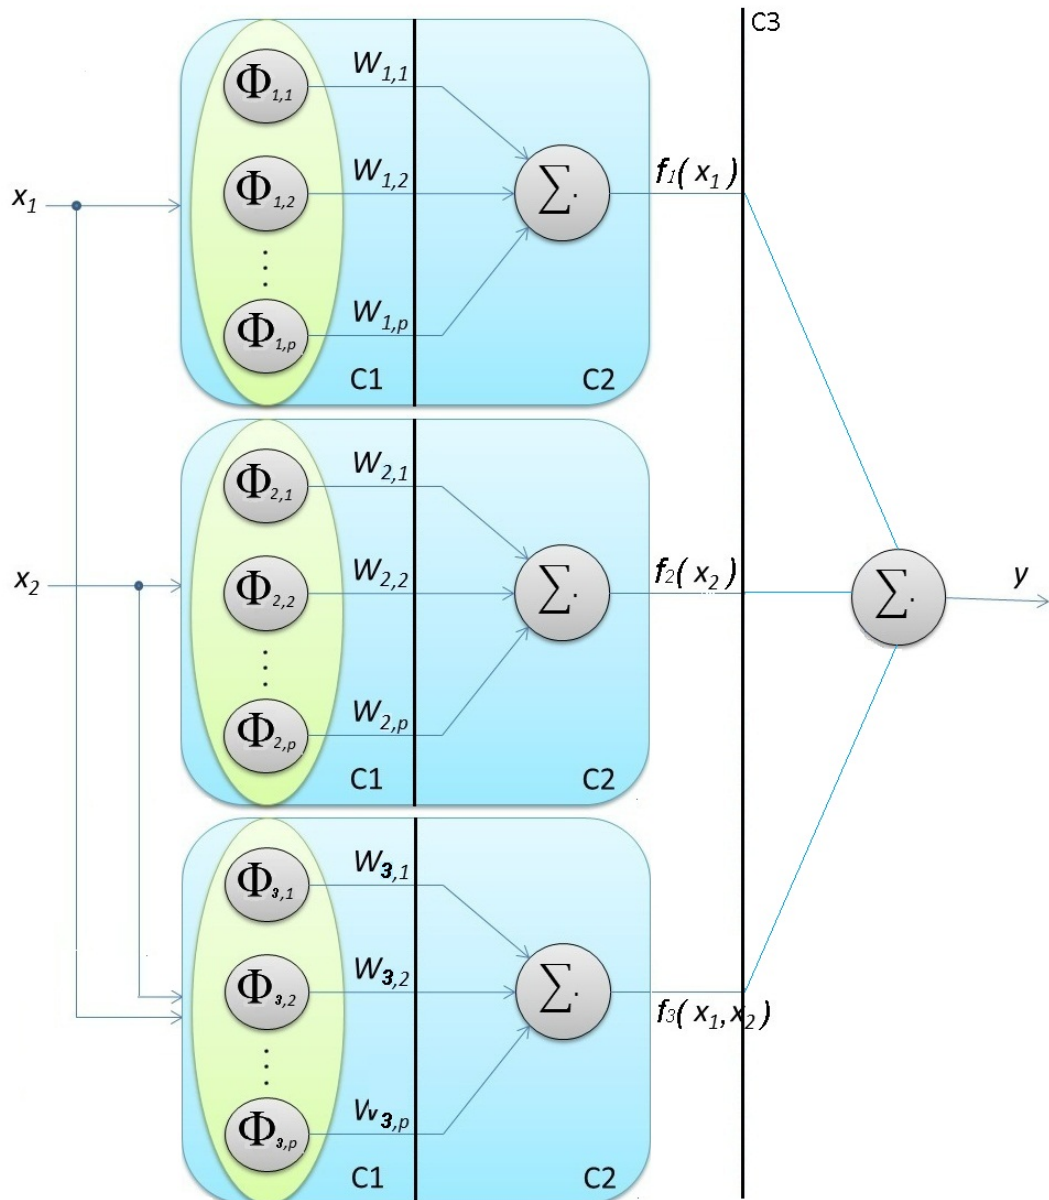 C3
Φ1,1
W1,1
x1
Φ1,2
W1,2
∑.
f1(x1)
Φ1,p
W1,p
C1
C2
Φ2,1
W2,1
x2
Φ2,2
W2,2
∑.
f2(x2)
∑.
y
Φ2,p
W2,p
C1
C2
Φ3,1
W3,1
Φ3,2
W3,2
∑.
f3(x1,x2)
Φ3,p
W3,p
C1
C2